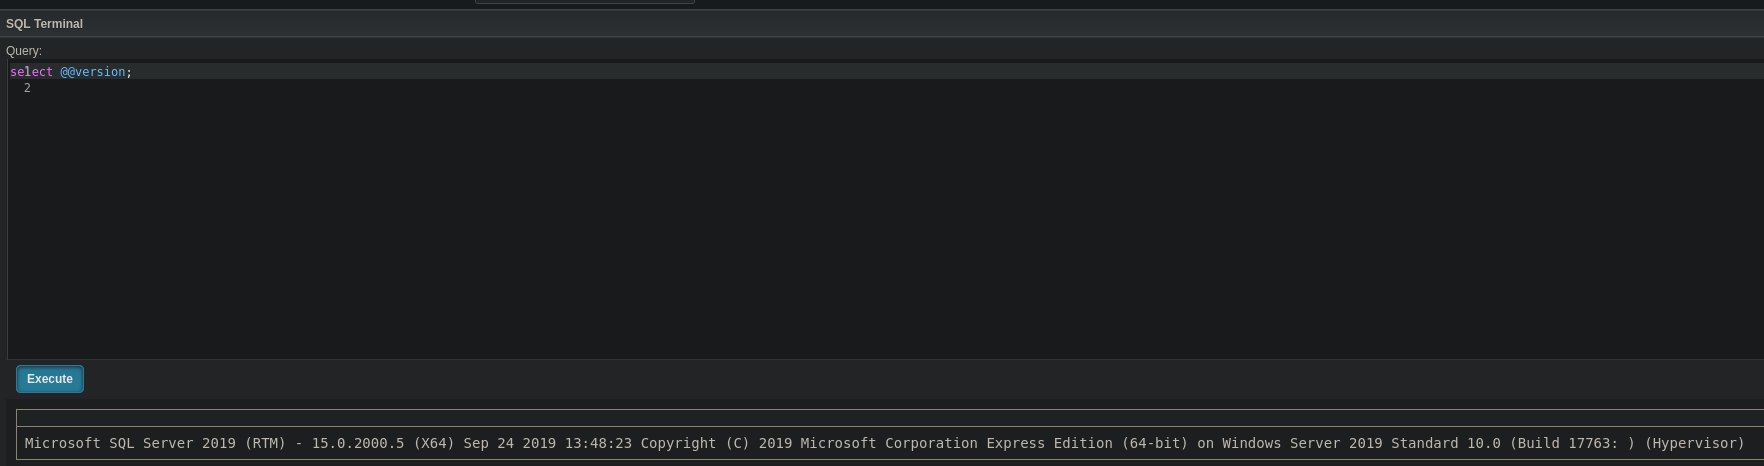 SQL Terminal
Query:
select @@version;
2
Execute
Microsoft SQL Server 2019 (RTM) - 15.0.2000.5 (X64) Sep 24 2019 13:48:23 Copyright (C) 2019 Microsoft Corporation Express Edition (64-bit) on Windows Server 2019 Standard 10.0 (Build 17763: ) (Hypervisor)